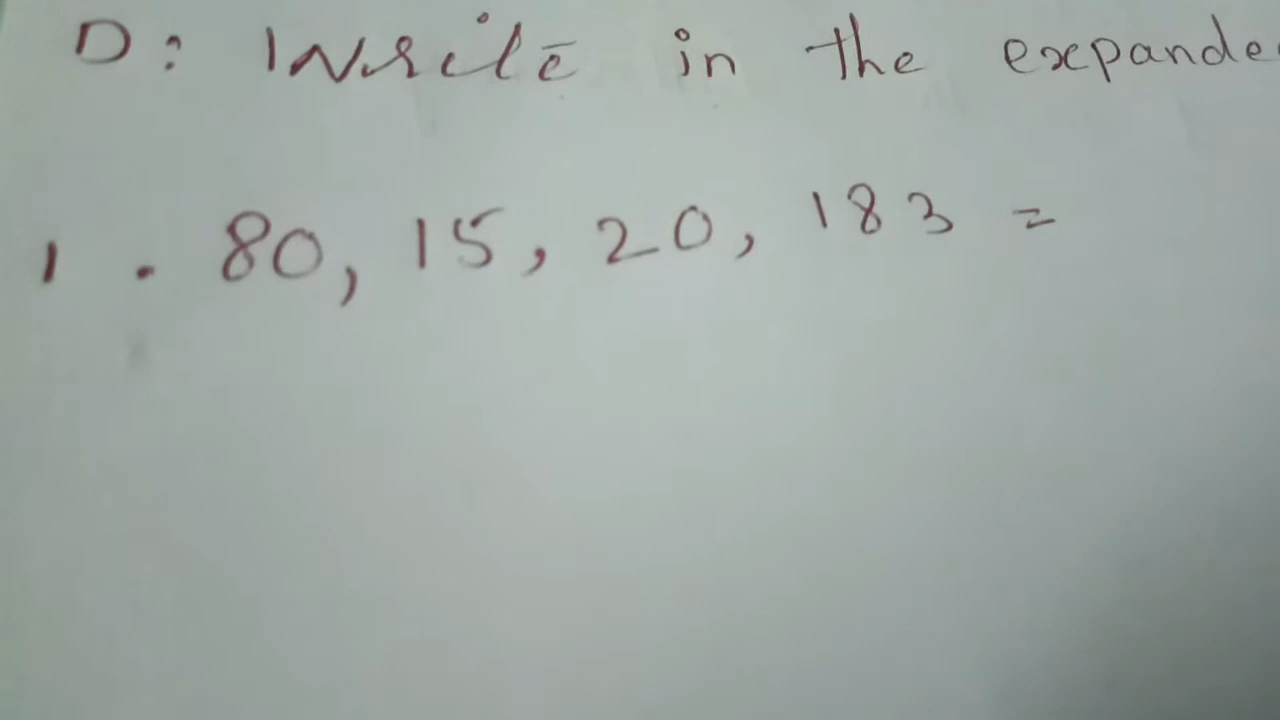 D: Write in the expande
1. 80, 15, 20, 183 =